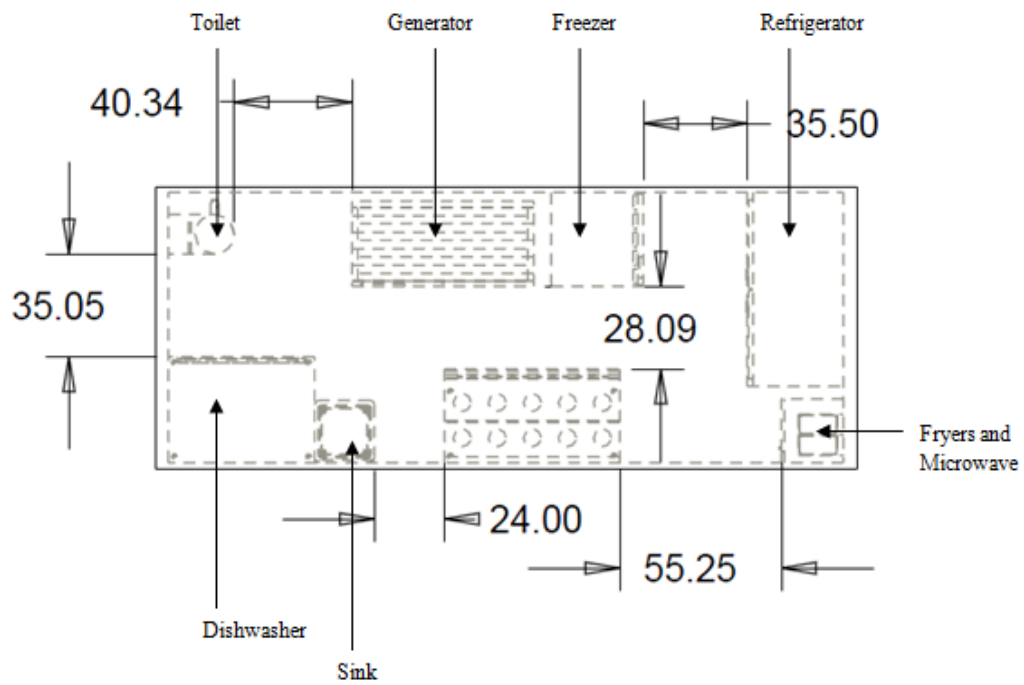 Toilet
Generator
Freezer
Refrigerator
40.34
35.50
35.05
28.09
Fryers and
Microwave
24.00
55.25
Dishwasher
Sink